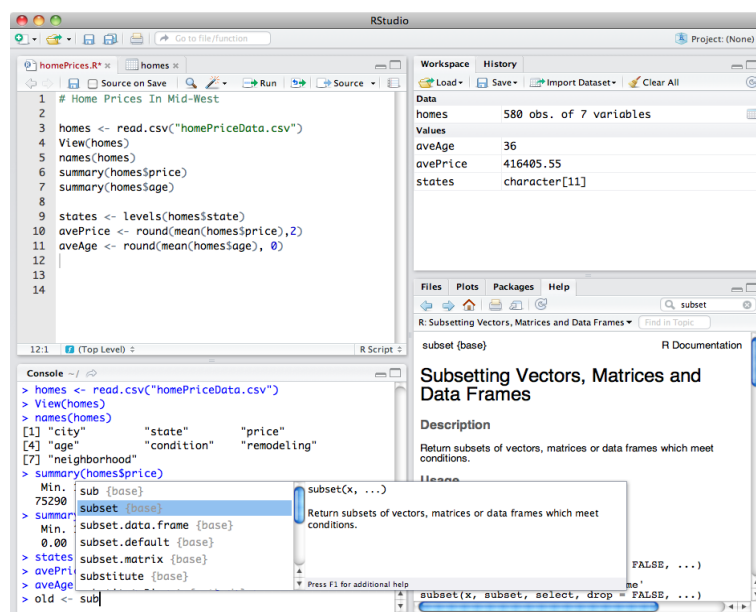 RStudio
Go to file/function
Project: (None)
homePrices.R* × homes ×
Source on Save Run Source
1 # Home Prices In Mid-West
2
3 homes <- read.csv("homePriceData.csv")
4 View(homes)
5 names(homes)
6 summary(homes$price)
7 summary(homes$age)
8
9 states <- levels(homes$state)
10 avePrice <- round(mean(homes$price),2)
11 aveAge <- round(mean(homes$age), 0)
12
13
14
12:1 (Top Level) R Script
Console ~/
> homes <- read.csv("homePriceData.csv")
> View(homes)
> names(homes)
[1] "city" "state" "price"
[4] "age" "condition" "remodeling"
[7] "neighborhood"
> summary(homes$price)
Min.
75290
> summar
Min.
0.00
> states
> avePric
> aveAge
> old <- sub
sub {base}
subset {base}
subset.data.frame {base}
subset.default {base}
subset.matrix {base}
substitute {base}
subset(x, ...)
Return subsets of vectors, matrices or data frames which meet
conditions.
Press F1 for additional help
Workspace History
Load Save Import Dataset Clear All
Data
homes 580 obs. of 7 variables
Values
aveAge 36
avePrice 416405.55
states character[11]
Files Plots Packages Help
subset
R: Subsetting Vectors, Matrices and Data Frames Find in Topic
subset {base} R Documentation
Subsetting Vectors, Matrices and
Data Frames
Description
Return subsets of vectors, matrices or data frames which meet
conditions.
Usage
FALSE, ...)
me'
subset(x, subset, select, drop = FALSE, ...)